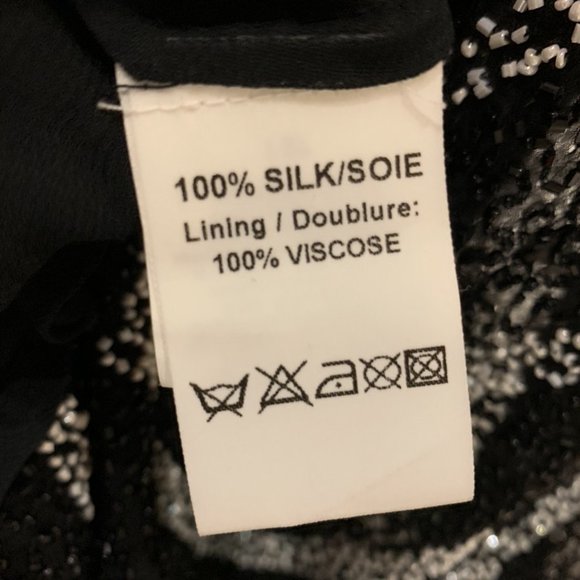 100% SILK/SOIE
Lining / Doublure:
100% VISCOSE